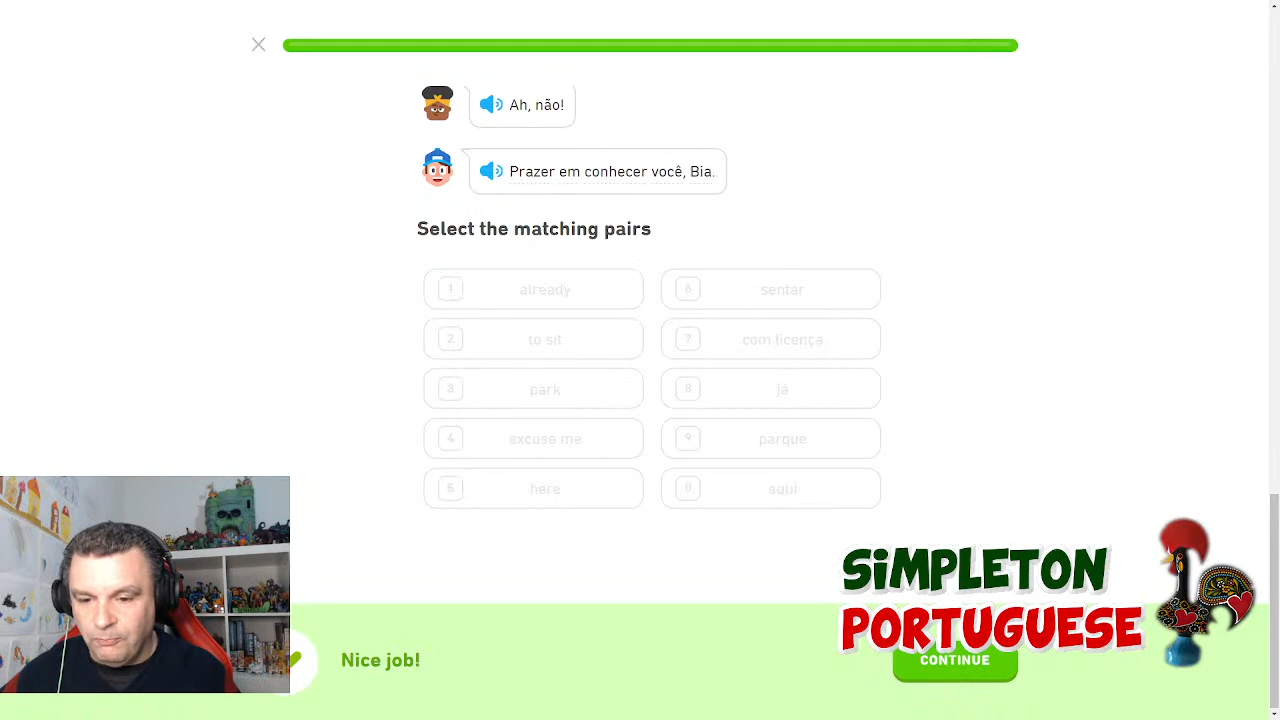 Ah, não!
Prazer em conhecer você, Bia.
Select the matching pairs
1 already
6 sentar
2 to sit
7 com licença
3 park
8 já
4 excuse me
9 parque
5 here
0 aqui
SiMPLETON
PORTUGUESE
Nice job!
CONTINUE